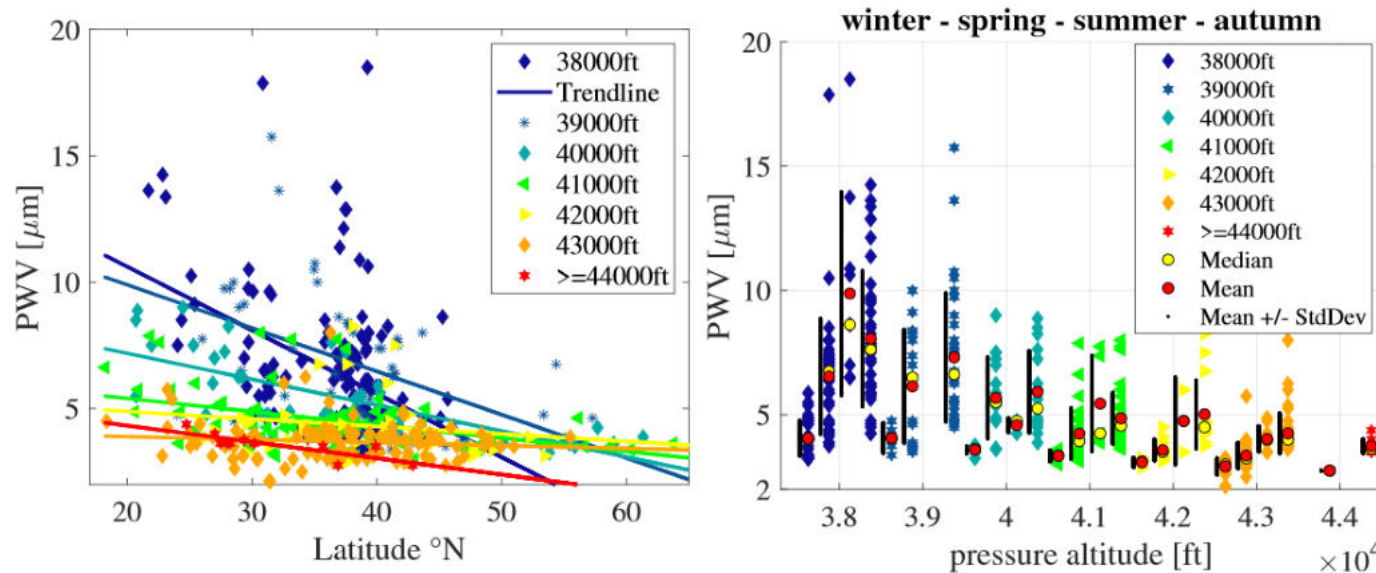 20
15
10
5
PWV [μm]
20
30
40
50
60
Latitude °N
38000ft
Trendline
39000ft
40000ft
41000ft
42000ft
43000ft
>=44000ft
winter - spring - summer - autumn
20
15
10
5
2
PWV [μm]
3.8
3.9
4
4.1
4.2
4.3
4.4
×10⁴
pressure altitude [ft]
38000ft
39000ft
40000ft
41000ft
42000ft
43000ft
>=44000ft
Median
Mean
Mean +/- StdDev